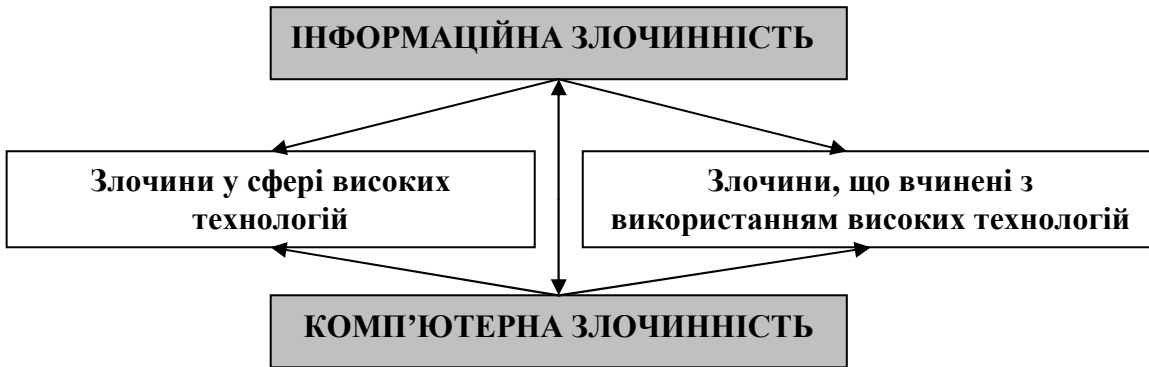 ІНФОРМАЦІЙНА ЗЛОЧИННІСТЬ
Злочини у сфері високих
технологій
Злочини, що вчинені з
використанням високих технологій
КОМП’ЮТЕРНА ЗЛОЧИННІСТЬ